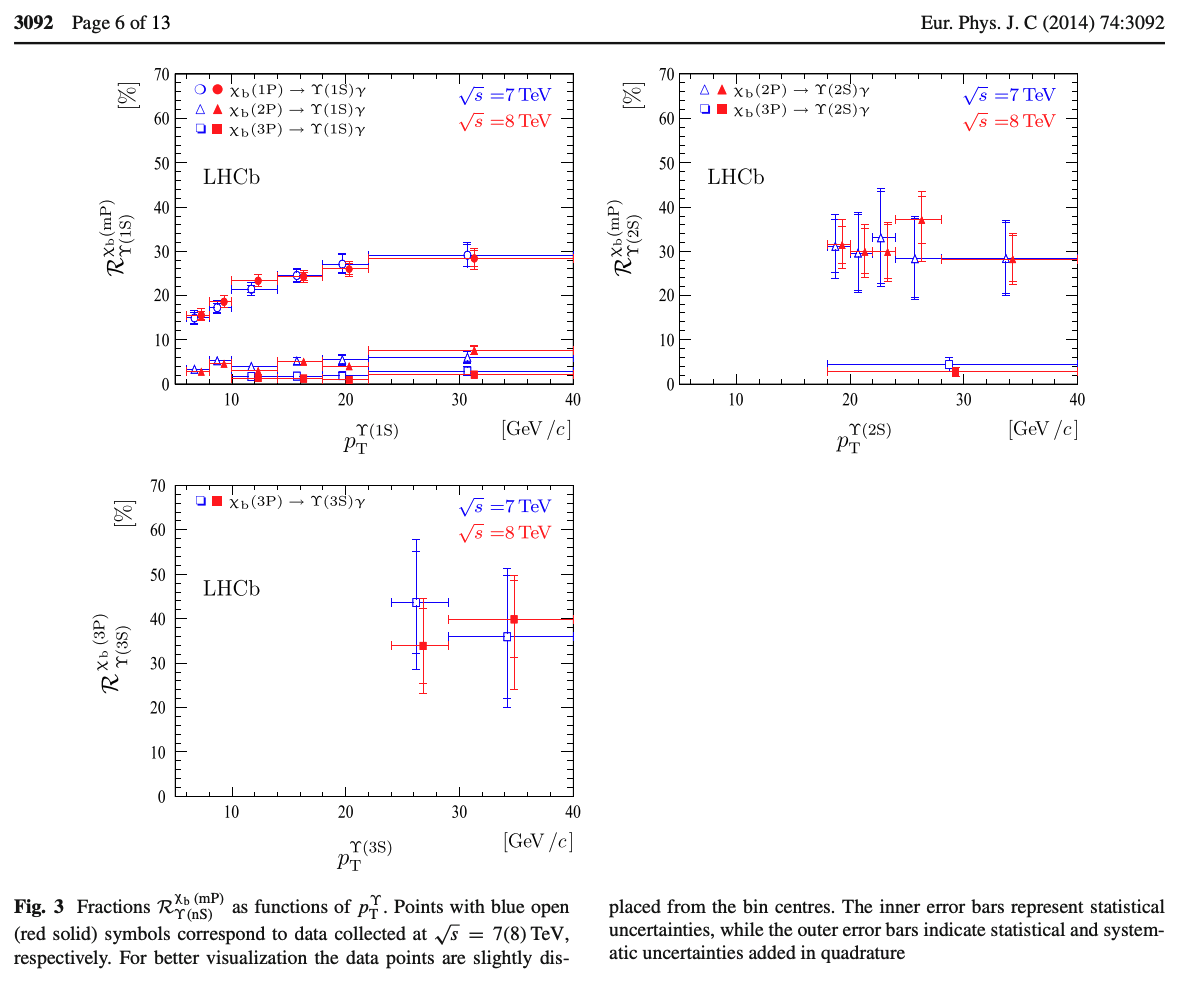 3092 Page 6 of 13
Eur. Phys. J. C (2014) 74:3092
[%]
70
60
50
40
30
20
10
0
χb(1P) → Υ(1S)γ
χb(2P) → Υ(1S)γ
χb(3P) → Υ(1S)γ
√s =7 TeV
√s =8 TeV
LHCb
R^χb(mP)_Υ(1S)
10 20 30 40
p_T^Υ(1S) [GeV/c]
[%]
70
60
50
40
30
20
10
0
χb(2P) → Υ(2S)γ
χb(3P) → Υ(2S)γ
√s =7 TeV
√s =8 TeV
LHCb
R^χb(mP)_Υ(2S)
10 20 30 40
p_T^Υ(2S) [GeV/c]
[%]
70
60
50
40
30
20
10
0
χb(3P) → Υ(3S)γ
√s =7 TeV
√s =8 TeV
LHCb
R^χb(3P)_Υ(3S)
10 20 30 40
p_T^Υ(3S) [GeV/c]
Fig. 3 Fractions R^χb(mP)_Υ(nS) as functions of p_T^Υ. Points with blue open
(red solid) symbols correspond to data collected at √s = 7(8) TeV,
respectively. For better visualization the data points are slightly dis-
placed from the bin centres. The inner error bars represent statistical
uncertainties, while the outer error bars indicate statistical and system-
atic uncertainties added in quadrature